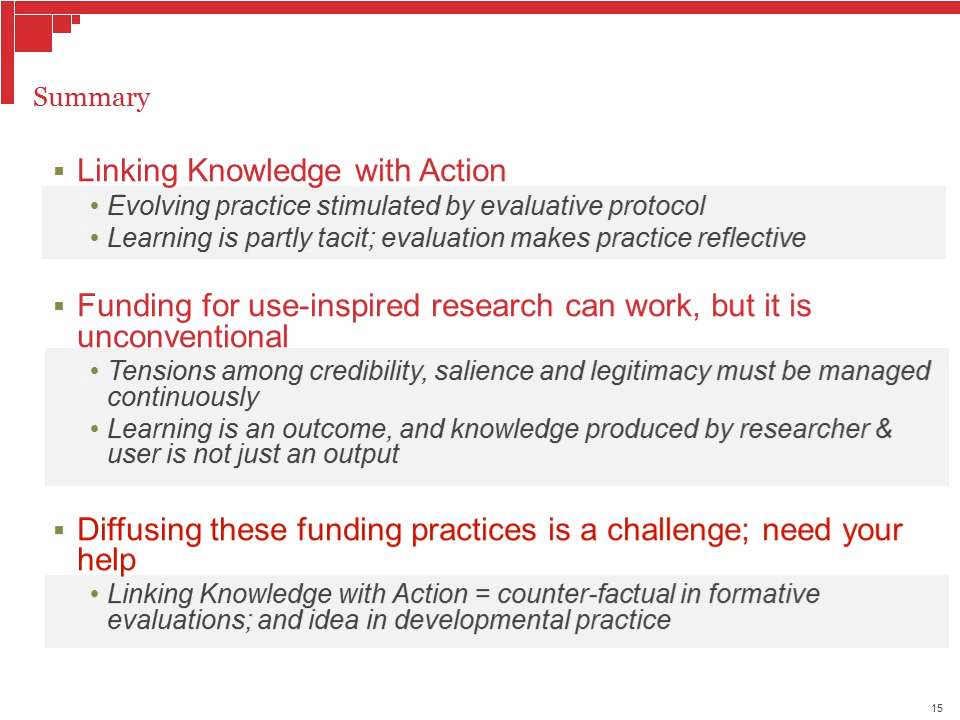 Summary
▪ Linking Knowledge with Action
• Evolving practice stimulated by evaluative protocol
• Learning is partly tacit; evaluation makes practice reflective
▪ Funding for use-inspired research can work, but it is
unconventional
• Tensions among credibility, salience and legitimacy must be managed
continuously
• Learning is an outcome, and knowledge produced by researcher &
user is not just an output
▪ Diffusing these funding practices is a challenge; need your
help
• Linking Knowledge with Action = counter-factual in formative
evaluations; and idea in developmental practice
15